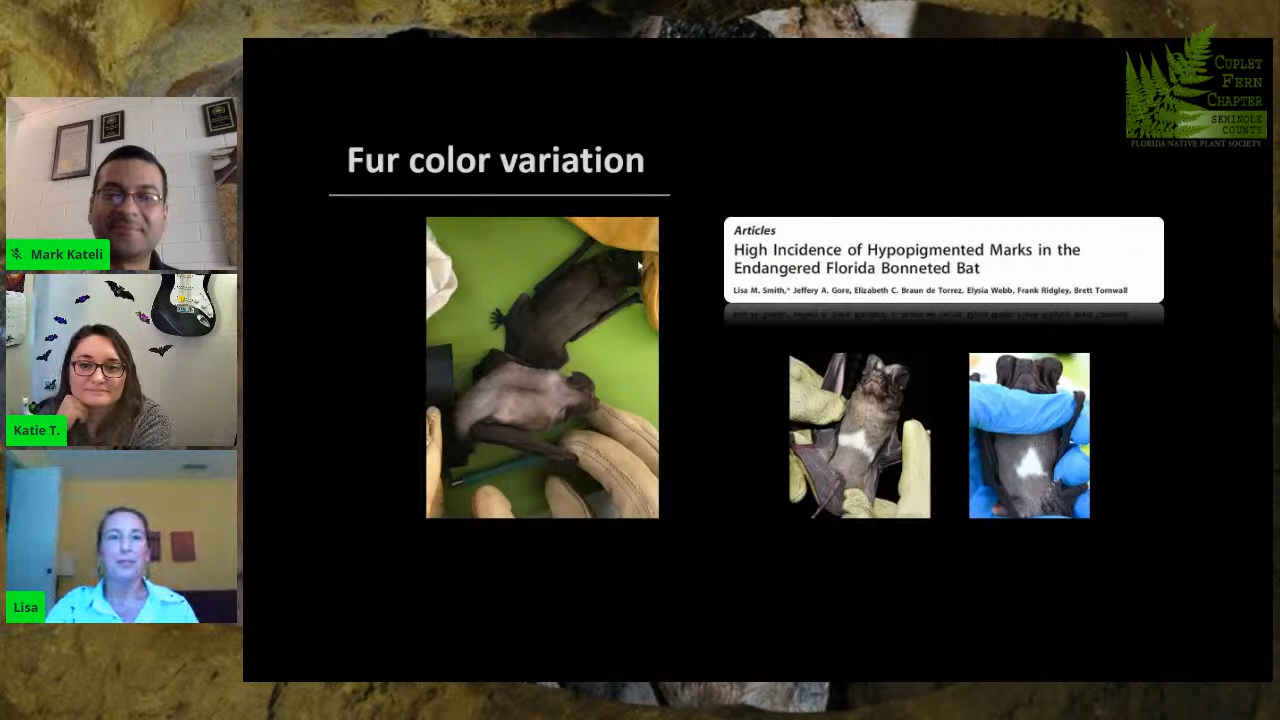 CUPLET
FERN
CHAPTER
SEMINOLE
COUNTY
FLORIDA NATIVE PLANT SOCIETY
Fur color variation
Articles
High Incidence of Hypopigmented Marks in the
Endangered Florida Bonneted Bat
Lisa M. Smith,* Jeffery A. Gore, Elizabeth C. Braun de Torrez, Elysia Webb, Frank Ridgley, Brett Tornwall
Mark Kateli
Katie T.
Lisa